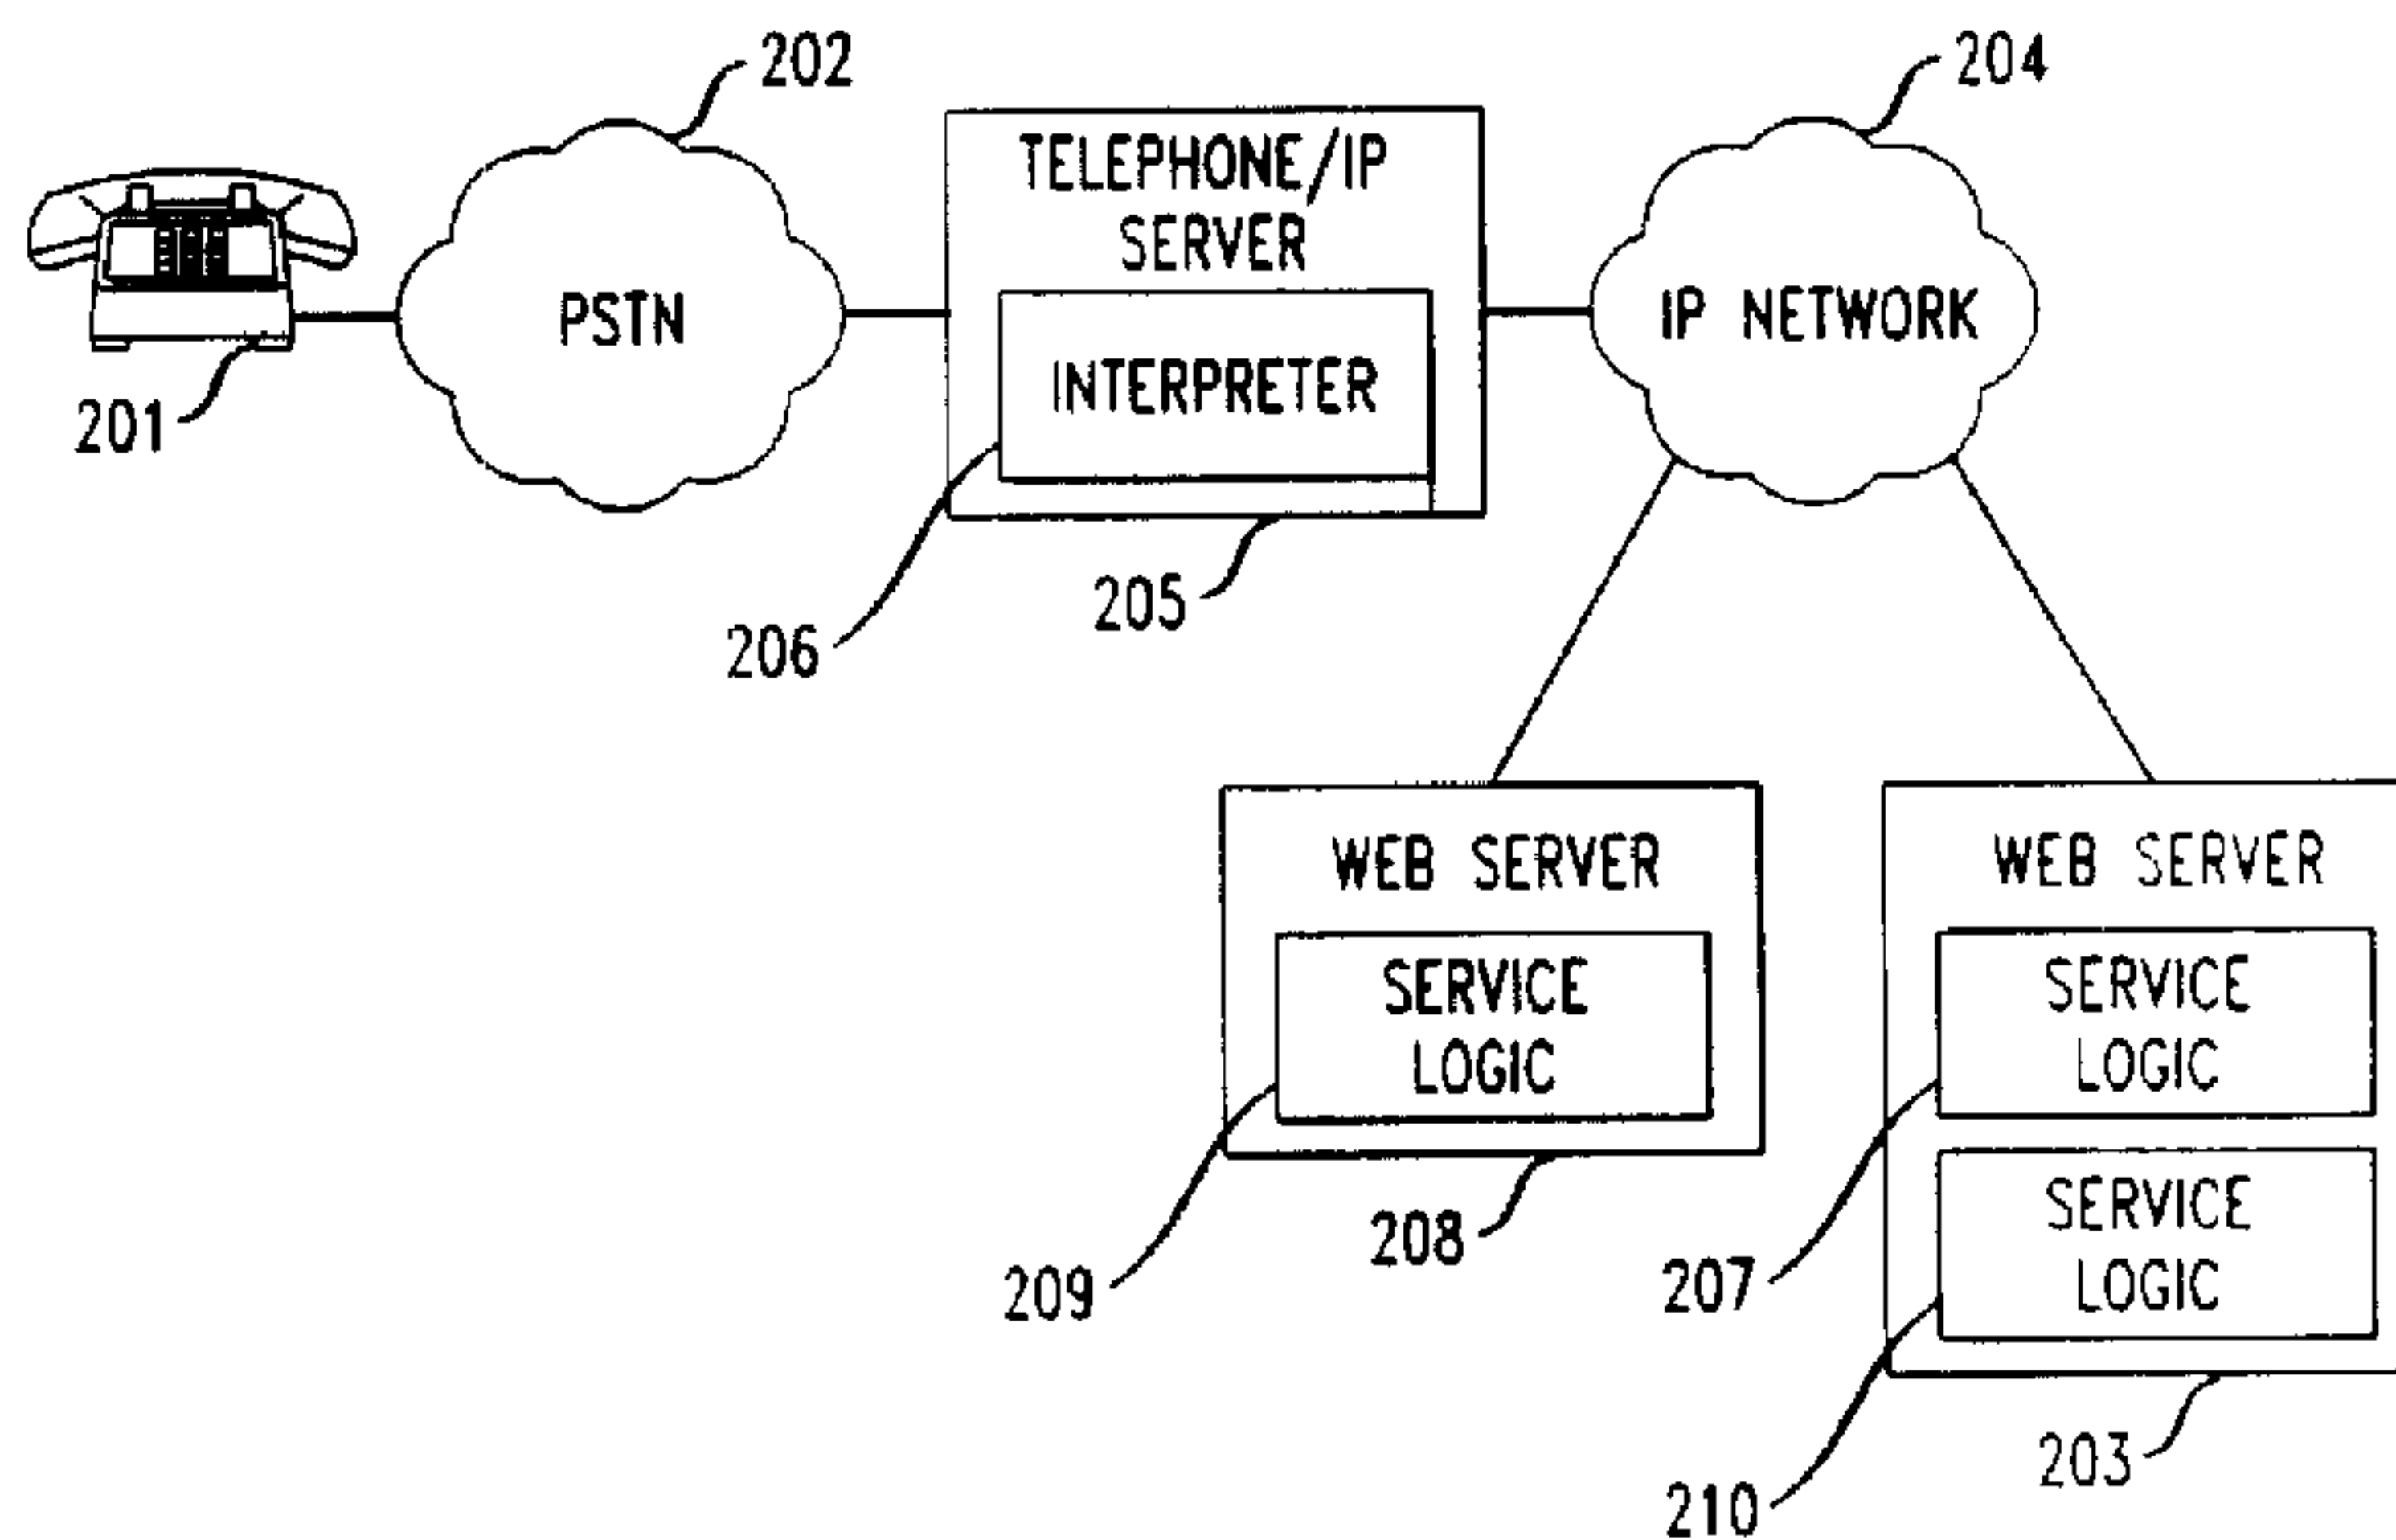 202
204
TELEPHONE/IP
SERVER
PSTN
INTERPRETER
IP NETWORK
201
205
206
WEB SERVER
SERVICE
LOGIC
208
209
WEB SERVER
SERVICE
LOGIC
207
SERVICE
LOGIC
203
210